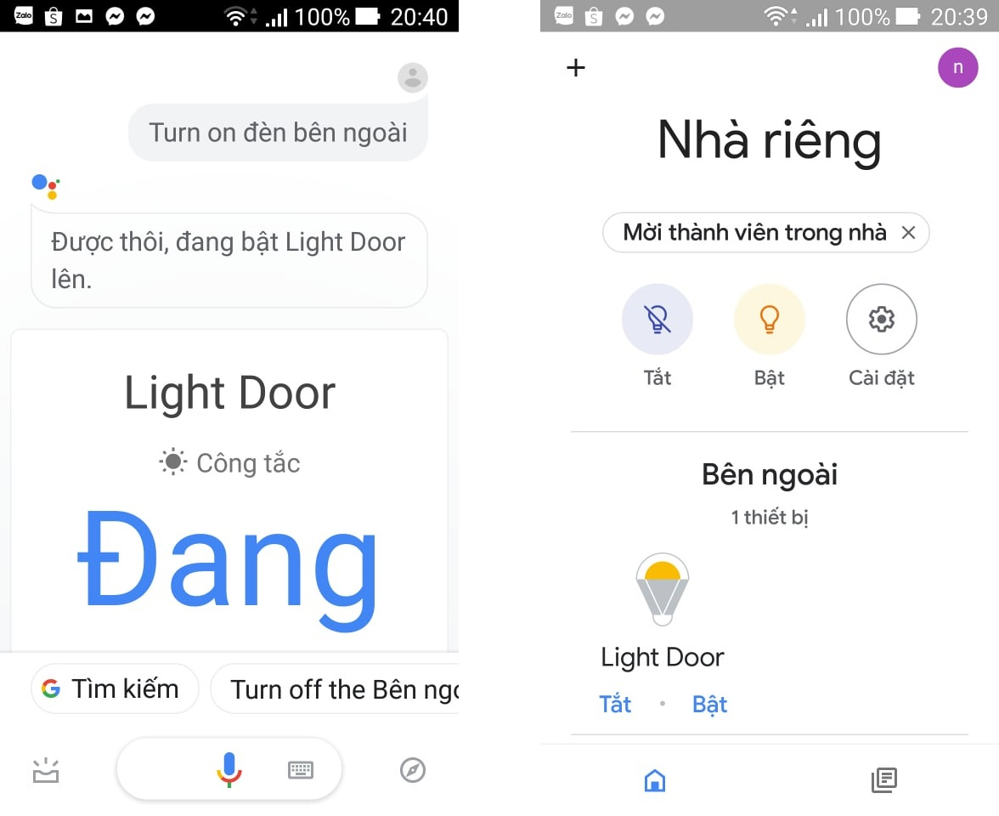 Zalo
S
100%
20:40
Turn on đèn bên ngoài
Được thôi, đang bật Light Door
lên.
Light Door
Công tắc
Đang
G Tìm kiếm
Turn off the Bên ngo
Zalo
S
100%
20:39
+
n
Nhà riêng
Mời thành viên trong nhà
Tắt
Bật
Cài đặt
Bên ngoài
1 thiết bị
Light Door
Tắt • Bật